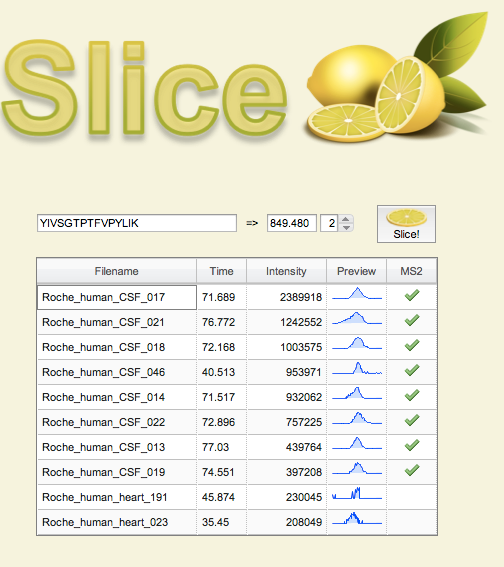 Slice
YIVSGTPTFVPYLIK => 849.480 2 Slice!
Filename Time Intensity Preview MS2
Roche_human_CSF_017 71.689 2389918
Roche_human_CSF_021 76.772 1242552
Roche_human_CSF_018 72.168 1003575
Roche_human_CSF_046 40.513 953971
Roche_human_CSF_014 71.517 932062
Roche_human_CSF_022 72.896 757225
Roche_human_CSF_013 77.03 439764
Roche_human_CSF_019 74.551 397208
Roche_human_heart_191 45.874 230045
Roche_human_heart_023 35.45 208049